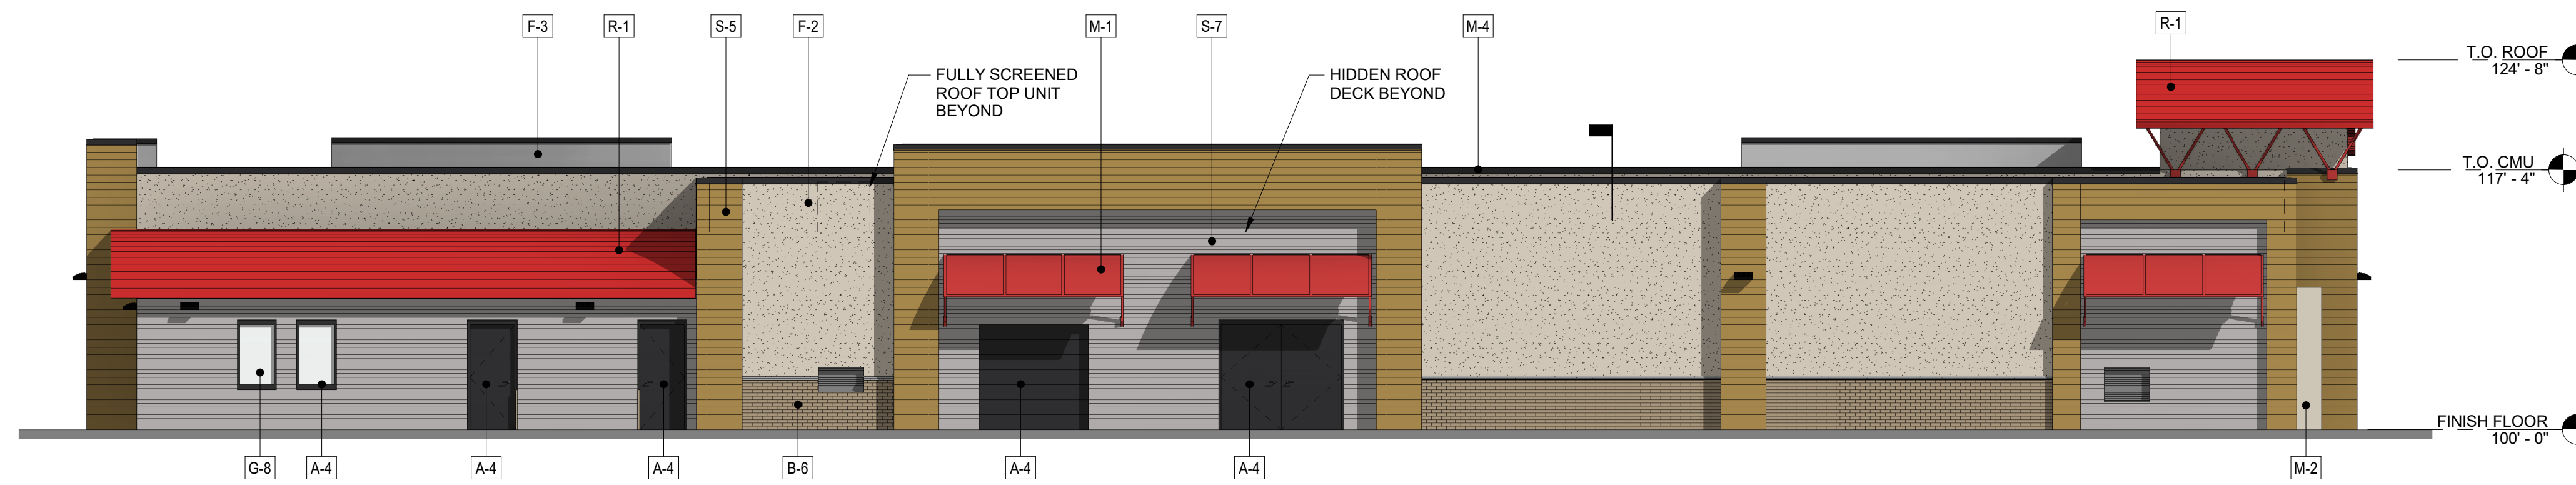 F-3
R-1
S-5
F-2
M-1
S-7
M-4
R-1
FULLY SCREENED
ROOF TOP UNIT
BEYOND
HIDDEN ROOF
DECK BEYOND
T.O. ROOF
124' - 8"
T.O. CMU
117' - 4"
FINISH FLOOR
100' - 0"
G-8
A-4
A-4
A-4
B-6
A-4
A-4
M-2